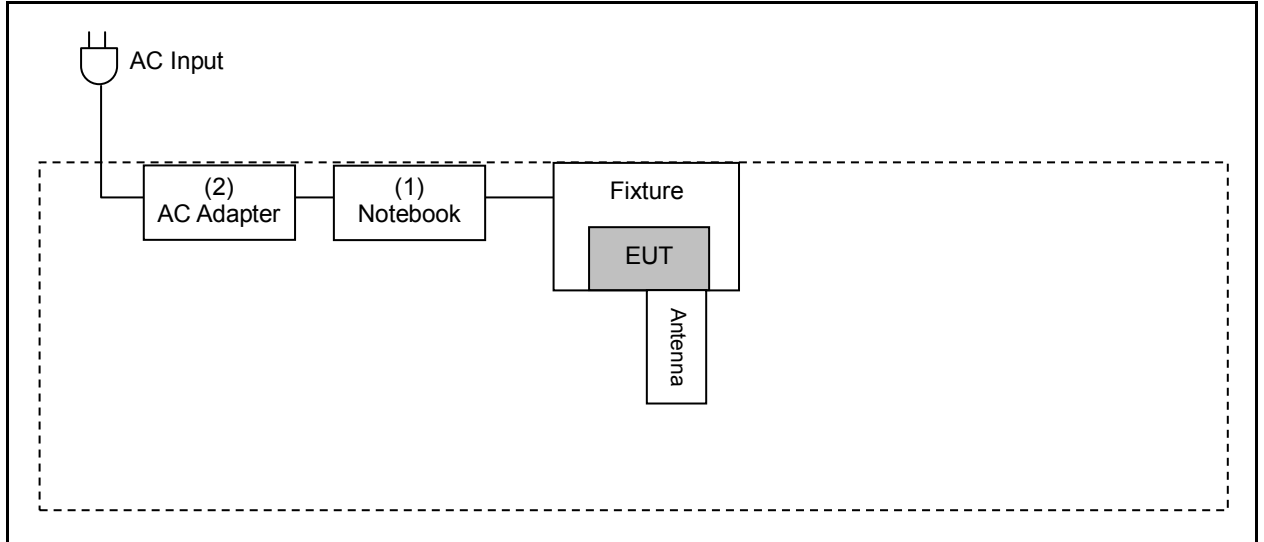 AC Input
(2)
AC Adapter
(1)
Notebook
Fixture
EUT
Antenna